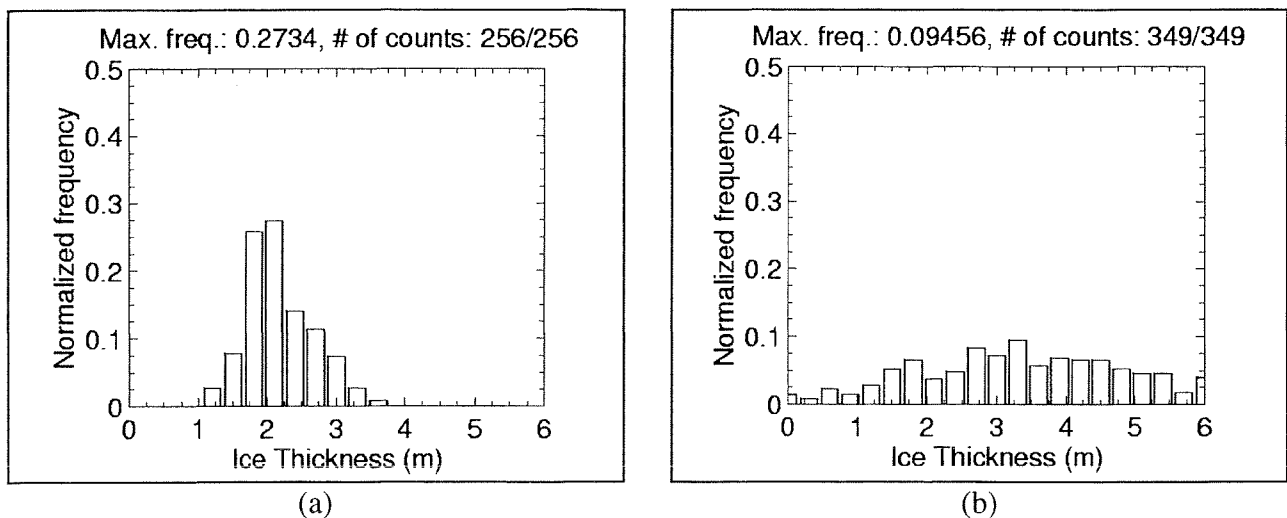 Max. freq.: 0.2734, # of counts: 256/256
0.5
0.4
0.3
0.2
0.1
0
Normalized frequency
0 1 2 3 4 5 6
Ice Thickness (m)
(a)
Max. freq.: 0.09456, # of counts: 349/349
0.5
0.4
0.3
0.2
0.1
0
Normalized frequency
0 1 2 3 4 5 6
Ice Thickness (m)
(b)